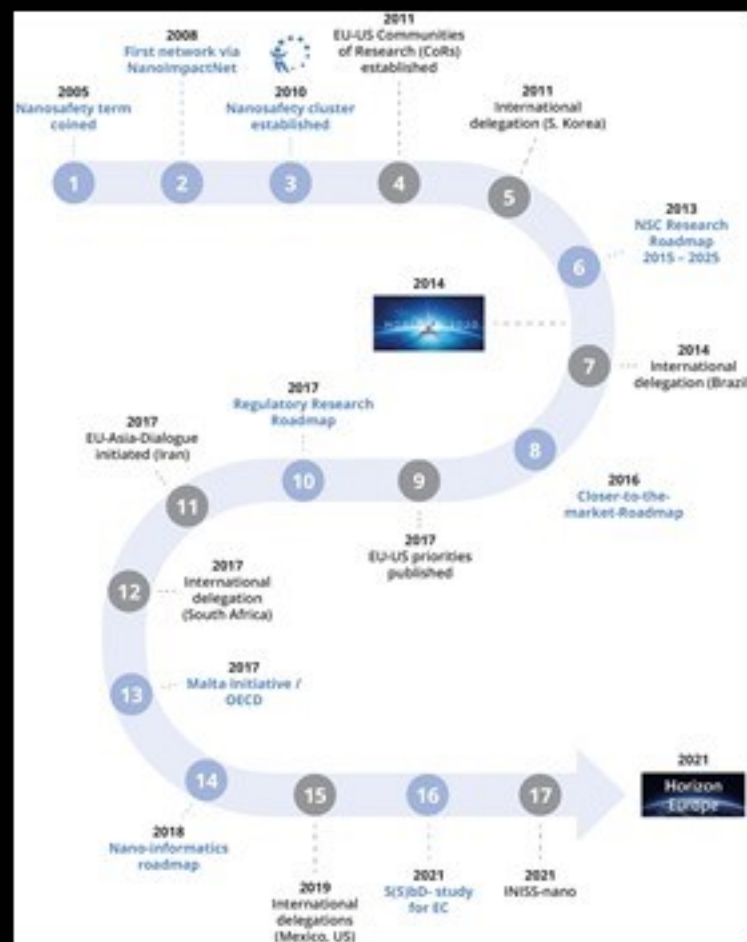 2005
Nanosafety term
coined
1
2008
First network via
NanoImpactNet
2
2010
Nanosafety cluster
established
3
2011
EU-US Communities
of Research (CoRs)
established
4
2011
International
delegation (S. Korea)
5
2013
NSC Research
Roadmap
2015 – 2025
6
2014
2014
International
delegation (Brazil
7
8
2016
Closer-to-the-
market-Roadmap
9
2017
EU-US priorities
published
2017
Regulatory Research
Roadmap
10
2017
EU-Asia-Dialogue
initiated (Iran)
11
12
2017
International
delegation
(South Africa)
13
2017
Malta Initiative /
OECD
14
2018
Nano-informatics
roadmap
15
2019
International
delegations
(Mexico, US)
16
2021
S(S)bD- study
for EC
17
2021
INISS-nano
2021
Horizon
Europe